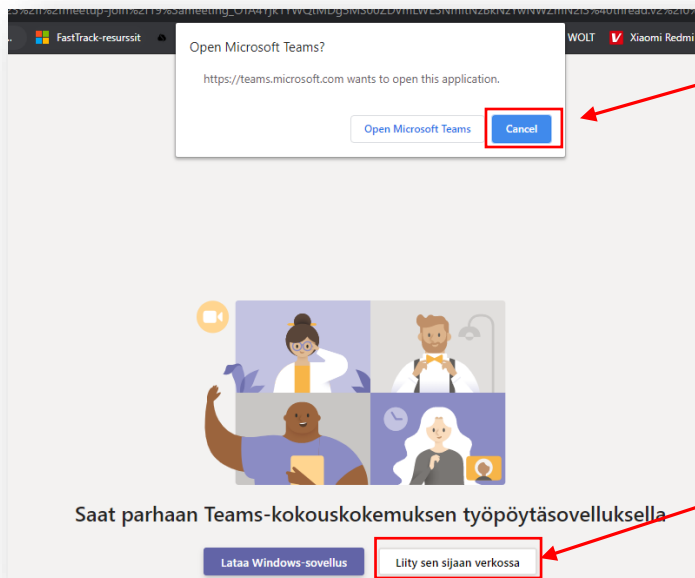 FastTrack-resurssit
WOLT
Xiaomi Redmi
Open Microsoft Teams?
https://teams.microsoft.com wants to open this application.
Open Microsoft Teams
Cancel
Saat parhaan Teams-kokouskokemuksen työpöytäsovelluksella
Lataa Windows-sovellus
Liity sen sijaan verkossa